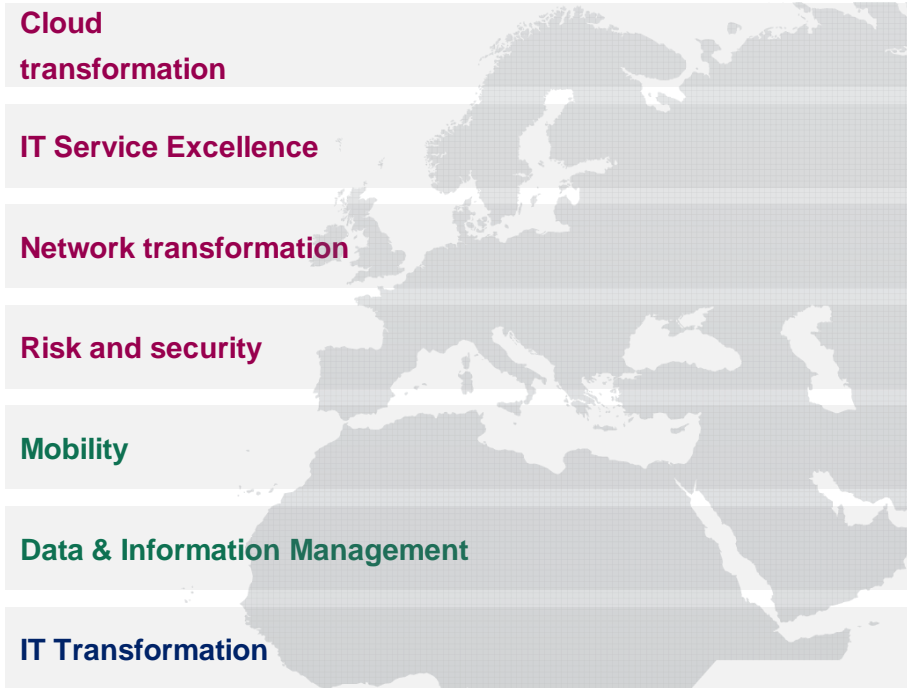 Cloud
transformation
IT Service Excellence
Network transformation
Risk and security
Mobility
Data & Information Management
IT Transformation